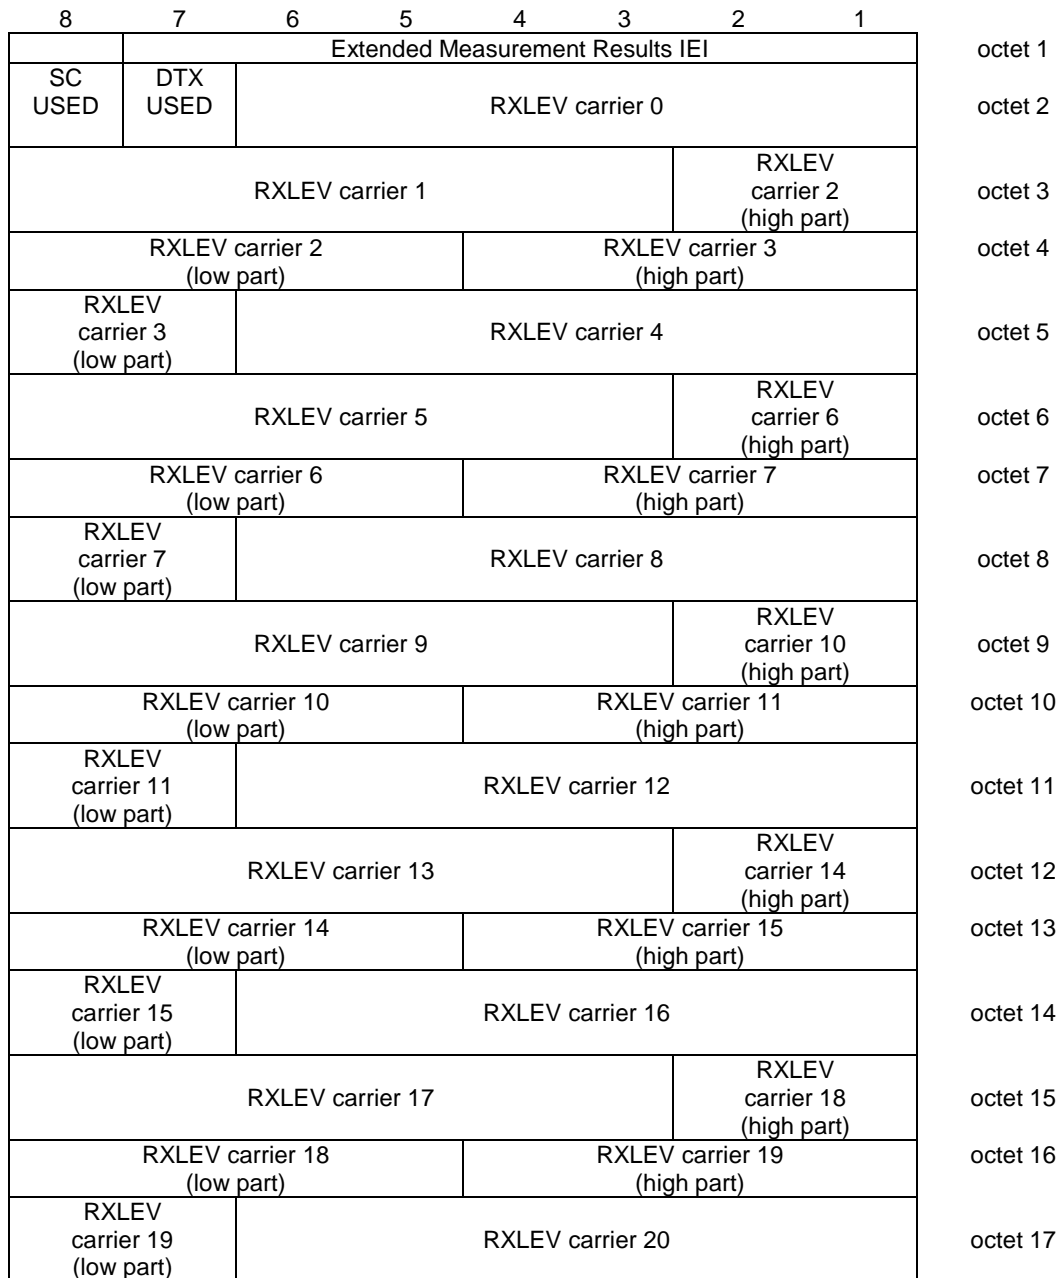 8 7 6 5 4 3 2 1
Extended Measurement Results IEI octet 1
SC DTX
USED USED RXLEV carrier 0 octet 2
RXLEV
RXLEV carrier 1 carrier 2 octet 3
(high part)
RXLEV carrier 2 RXLEV carrier 3 octet 4
(low part) (high part)
RXLEV
carrier 3 RXLEV carrier 4 octet 5
(low part)
RXLEV
RXLEV carrier 5 carrier 6 octet 6
(high part)
RXLEV carrier 6 RXLEV carrier 7 octet 7
(low part) (high part)
RXLEV
carrier 7 RXLEV carrier 8 octet 8
(low part)
RXLEV
RXLEV carrier 9 carrier 10 octet 9
(high part)
RXLEV carrier 10 RXLEV carrier 11 octet 10
(low part) (high part)
RXLEV
carrier 11 RXLEV carrier 12 octet 11
(low part)
RXLEV
RXLEV carrier 13 carrier 14 octet 12
(high part)
RXLEV carrier 14 RXLEV carrier 15 octet 13
(low part) (high part)
RXLEV
carrier 15 RXLEV carrier 16 octet 14
(low part)
RXLEV
RXLEV carrier 17 carrier 18 octet 15
(high part)
RXLEV carrier 18 RXLEV carrier 19 octet 16
(low part) (high part)
RXLEV
carrier 19 RXLEV carrier 20 octet 17
(low part)